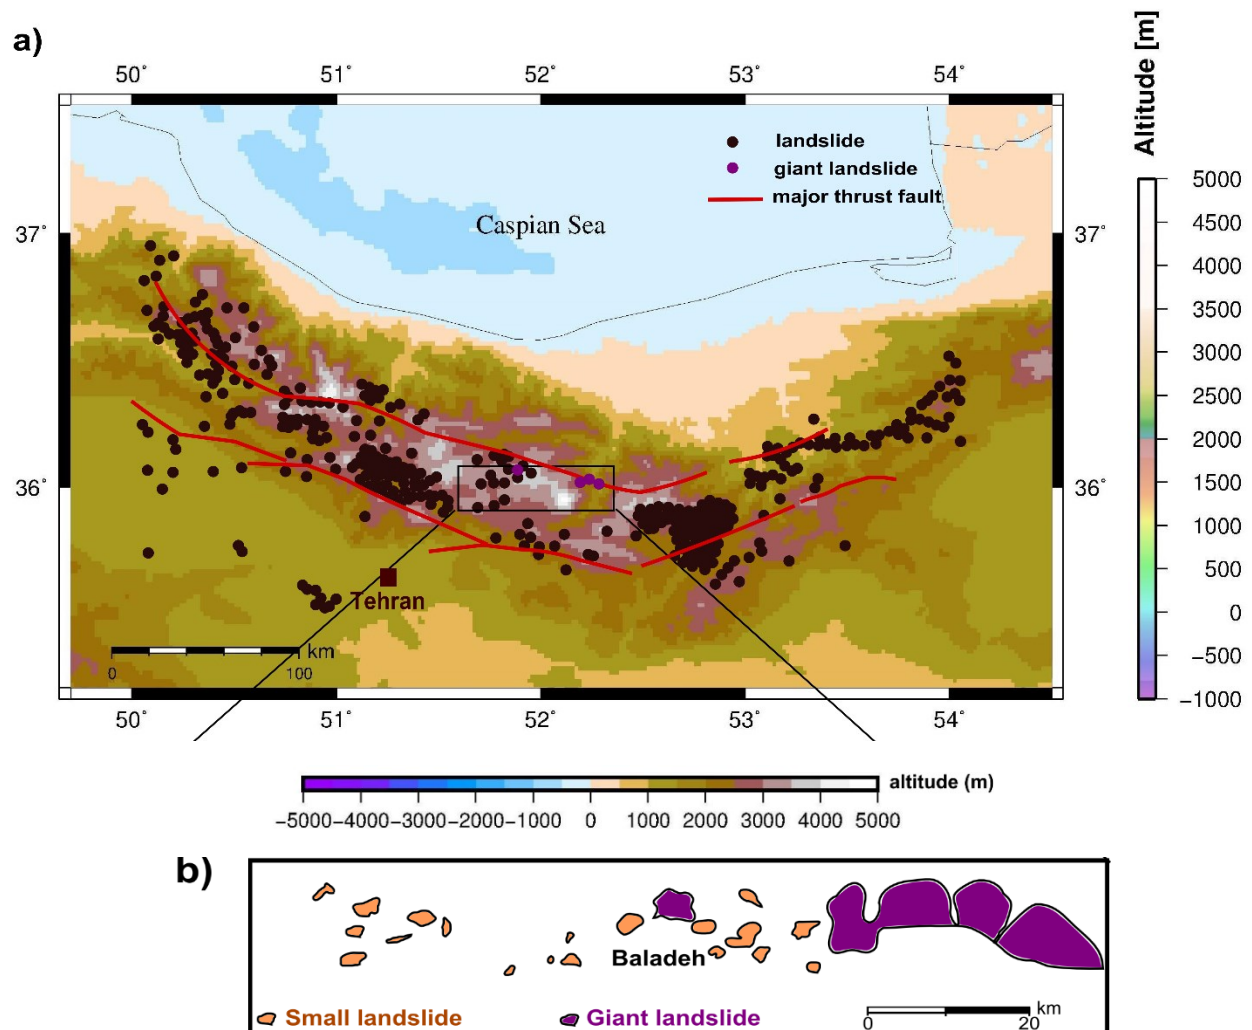 a)
Altitude [m]
50° 51° 52° 53° 54°
landslide
giant landslide
major thrust fault
Caspian Sea
37° 37°
36° 36°
Tehran
km
0 100
50° 51° 52° 53° 54°
5000
4500
4000
3500
3000
2500
2000
1500
1000
500
0
−500
−1000
altitude (m)
−5000−4000−3000−2000−1000 0 1000 2000 3000 4000 5000
b)
Baladeh
Small landslide Giant landslide
km
0 20